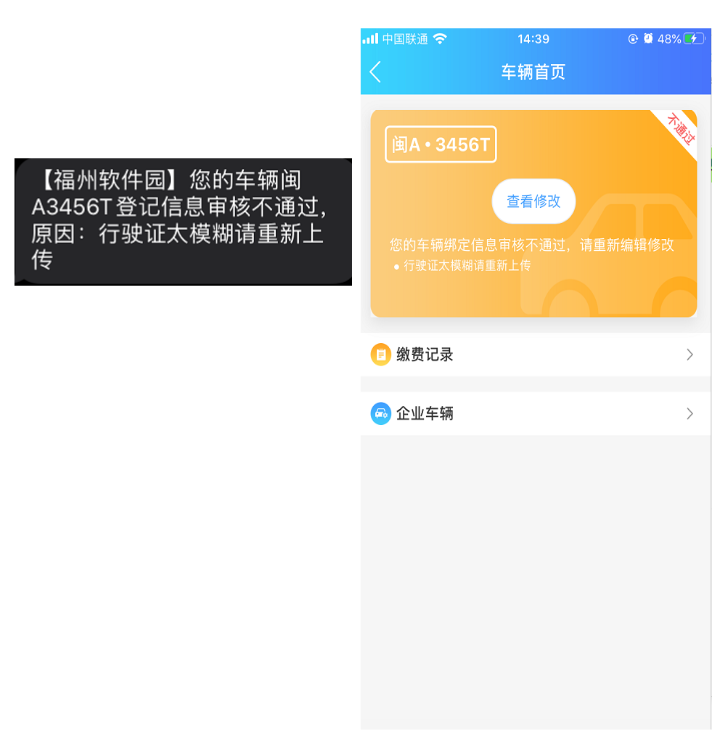 【福州软件园】您的车辆闽
A3456T登记信息审核不通过,
原因：行驶证太模糊请重新上
传
中国联通 14:39 48%
车辆首页
不通过
闽A·3456T
查看修改
您的车辆绑定信息审核不通过，请重新编辑修改
• 行驶证太模糊请重新上传
缴费记录
企业车辆